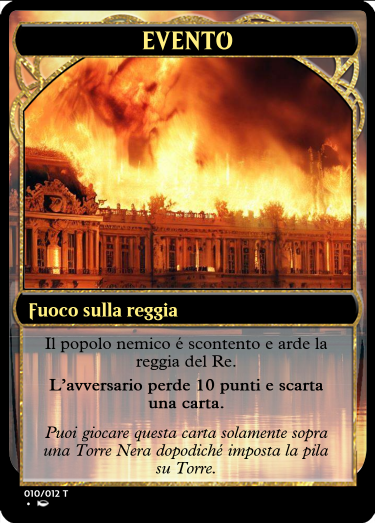 EVENTO
Fuoco sulla reggia
Il popolo nemico é scontento e arde la
reggia del Re.
L'avversario perde 10 punti e scarta
una carta.
Puoi giocare questa carta solamente sopra
una Torre Nera dopodiché imposta la pila
su Torre.
010/012 T